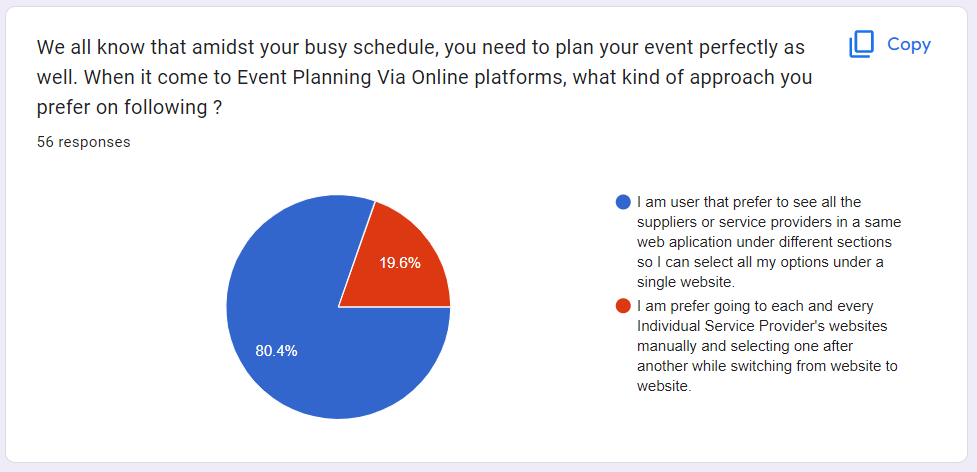 We all know that amidst your busy schedule, you need to plan your event perfectly as
well. When it come to Event Planning Via Online platforms, what kind of approach you
prefer on following ?
Copy
56 responses
80.4%
19.6%
I am user that prefer to see all the
suppliers or service providers in a same
web aplication under different sections
so I can select all my options under a
single website.
I am prefer going to each and every
Individual Service Provider's websites
manually and selecting one after
another while switching from website to
website.